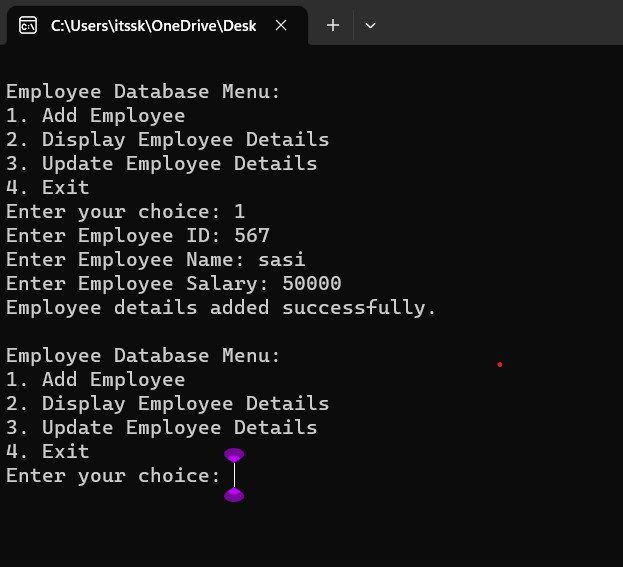 C:\Users\itssk\OneDrive\Desk
Employee Database Menu:
1. Add Employee
2. Display Employee Details
3. Update Employee Details
4. Exit
Enter your choice: 1
Enter Employee ID: 567
Enter Employee Name: sasi
Enter Employee Salary: 50000
Employee details added successfully.
Employee Database Menu:
1. Add Employee
2. Display Employee Details
3. Update Employee Details
4. Exit
Enter your choice: